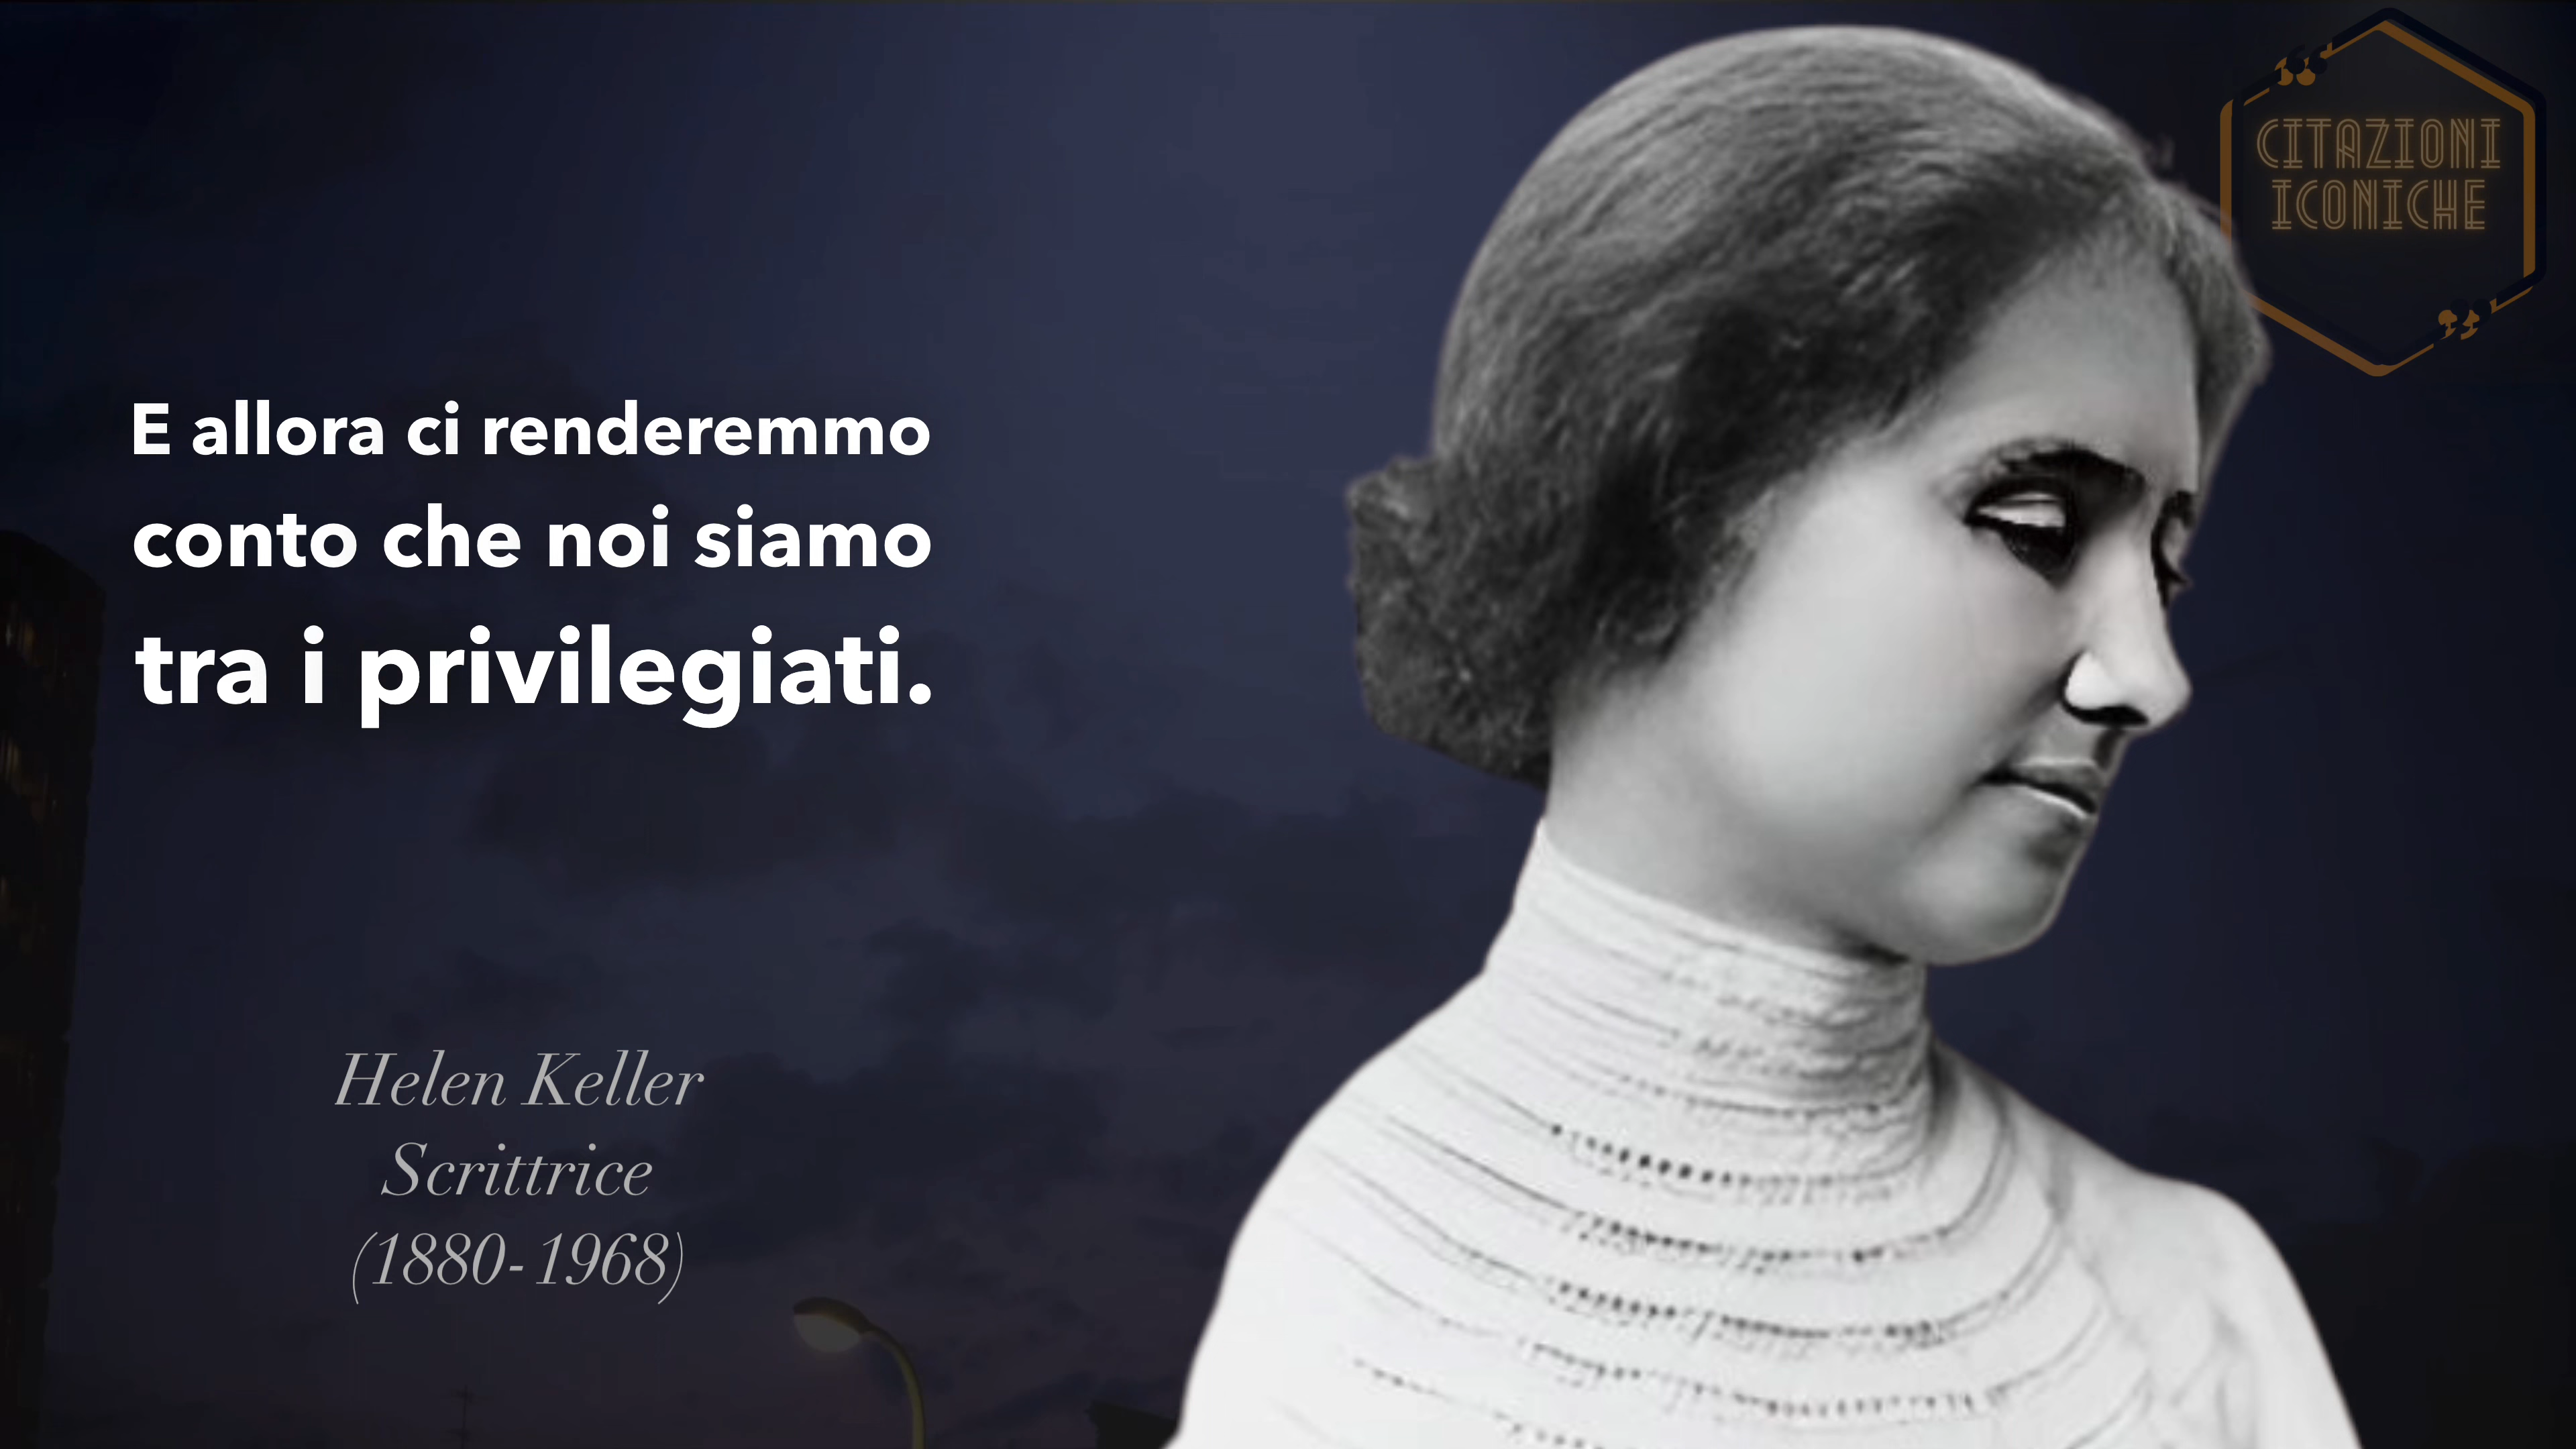 CITAZIONI
ICONICHE
E allora ci renderemmo
conto che noi siamo
tra i privilegiati.
Helen Keller
Scrittrice
(1880-1968)